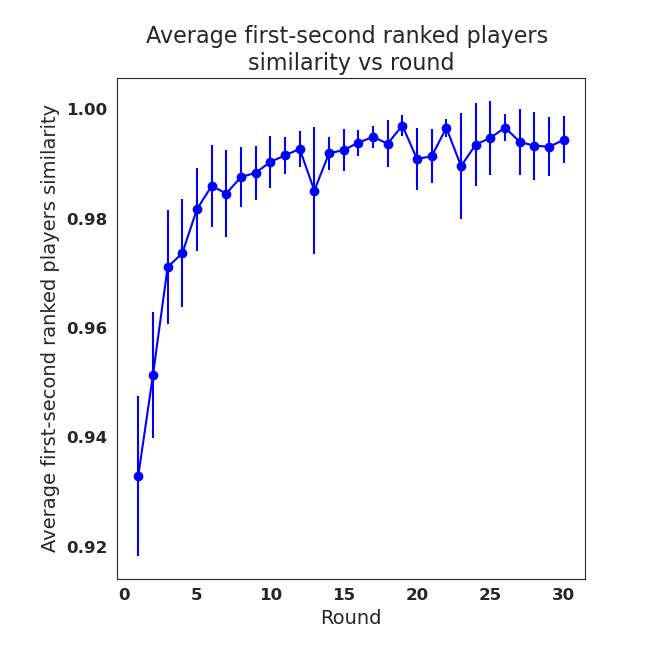 Average first-second ranked players
similarity vs round
Average first-second ranked players similarity
1.00
0.98
0.96
0.94
0.92
0 5 10 15 20 25 30
Round